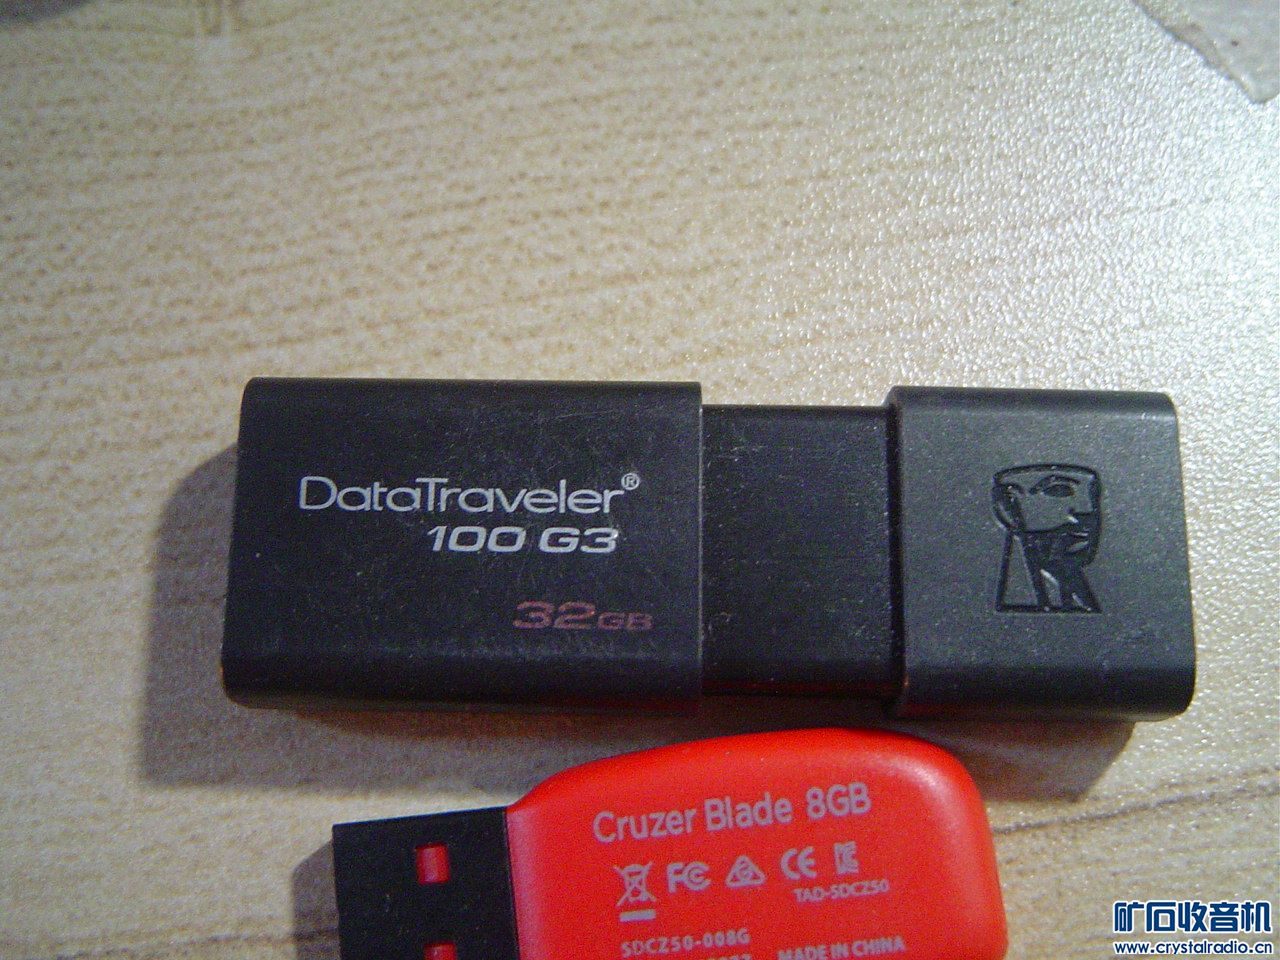 DataTraveler®
100 G3
32GB
Cruzer Blade 8GB
FC CE
TAD-SDCZ50
SDCZ50-008G
MADE IN CHINA
矿石收音机
www.crystalradio.cn